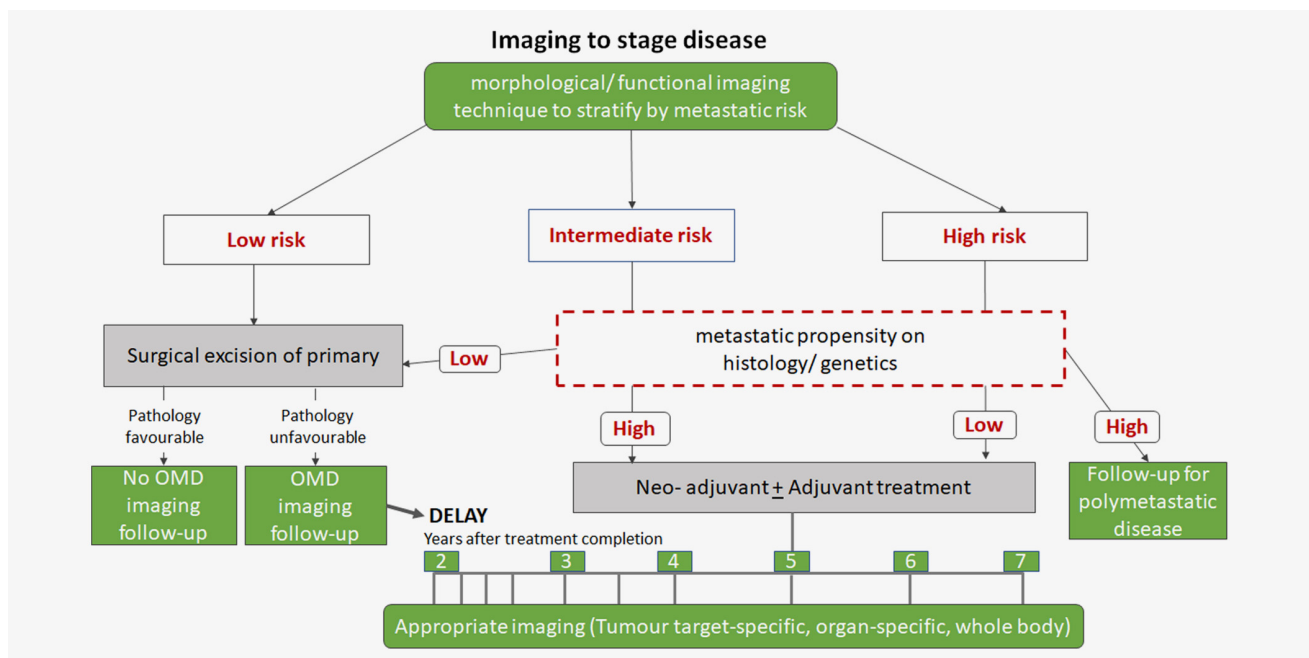 Imaging to stage disease
morphological/ functional imaging
technique to stratify by metastatic risk
Low risk
Intermediate risk
High risk
Surgical excision of primary
Low
metastatic propensity on
histology/ genetics
Pathology
favourable
Pathology
unfavourable
High
Low
High
No OMD
imaging
follow-up
OMD
imaging
follow-up
Neo- adjuvant ± Adjuvant treatment
Follow-up for
polymetastatic
disease
DELAY
Years after treatment completion
2 3 4 5 6 7
Appropriate imaging (Tumour target-specific, organ-specific, whole body)